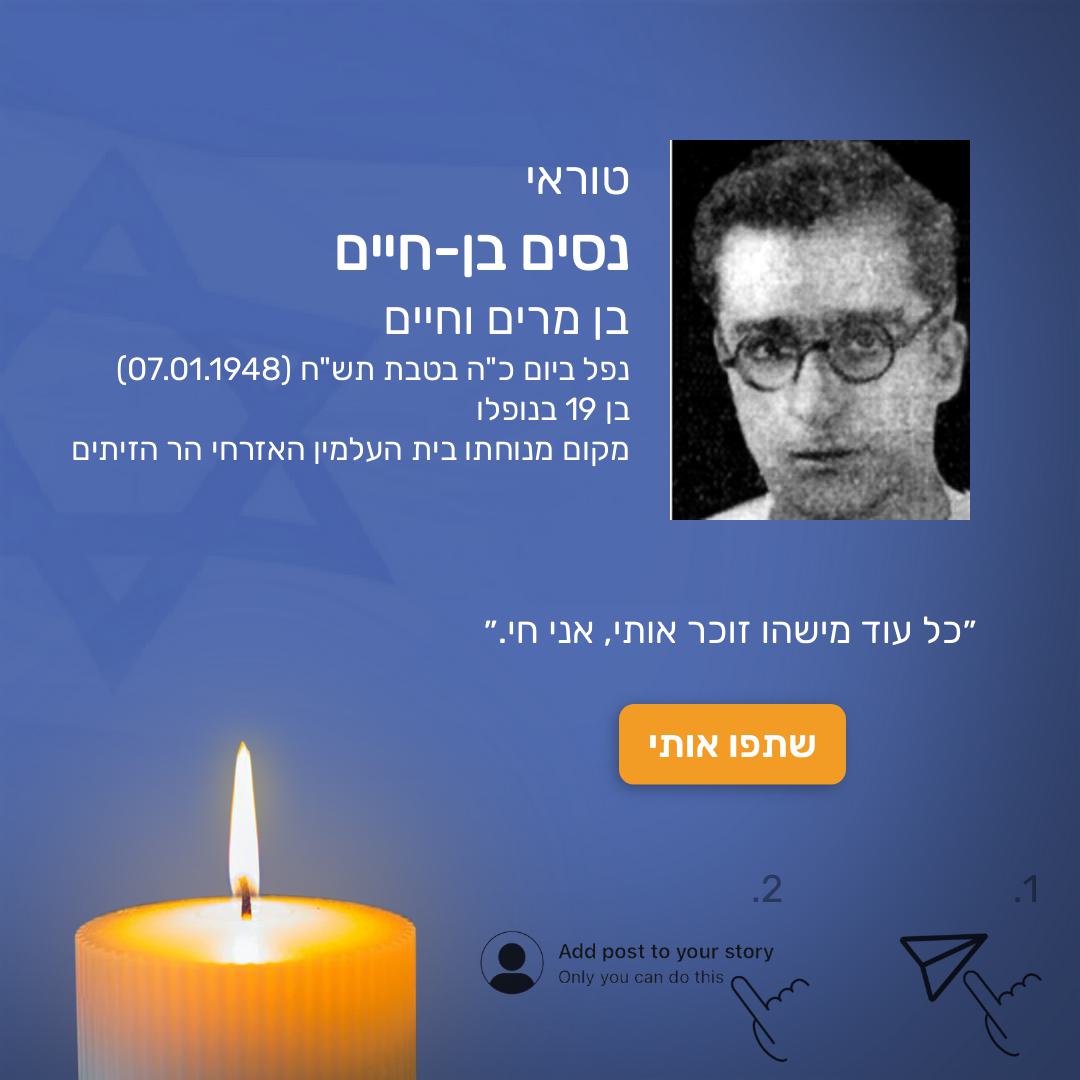 טוראי
נסים בן-חיים
בן מרים וחיים
נפל ביום כ"ה בטבת תש"ח (07.01.1948)
בן 19 בנופלו
מקום מנוחתו בית העלמין האזרחי הר הזיתים
״כל עוד מישהו זוכר אותי, אני חי.״
שתפו אותי
1.
2.
Add post to your story
Only you can do this